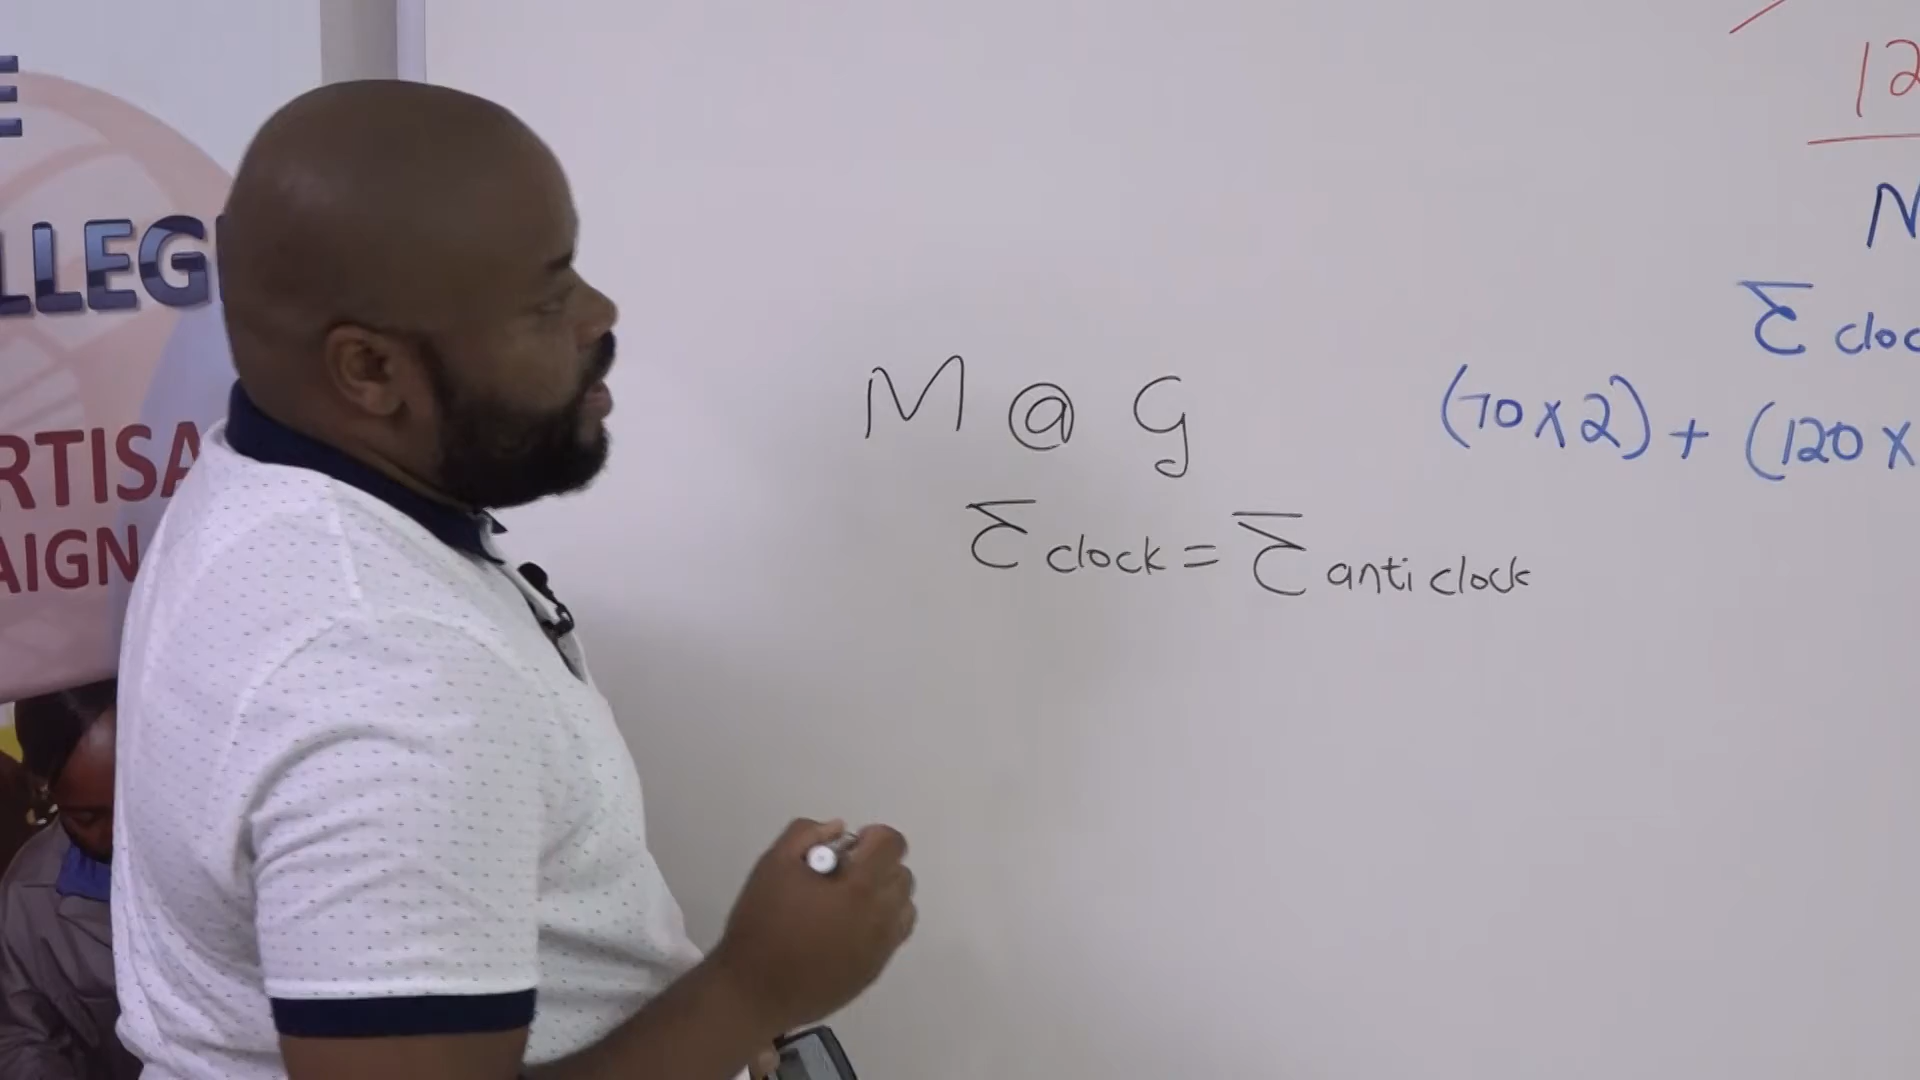 E
LLEG
RTISA
AIGN
M @ G
Σ clock = Σ anti clock
12
N
Σ cloc
(70 x 2) + (120 x